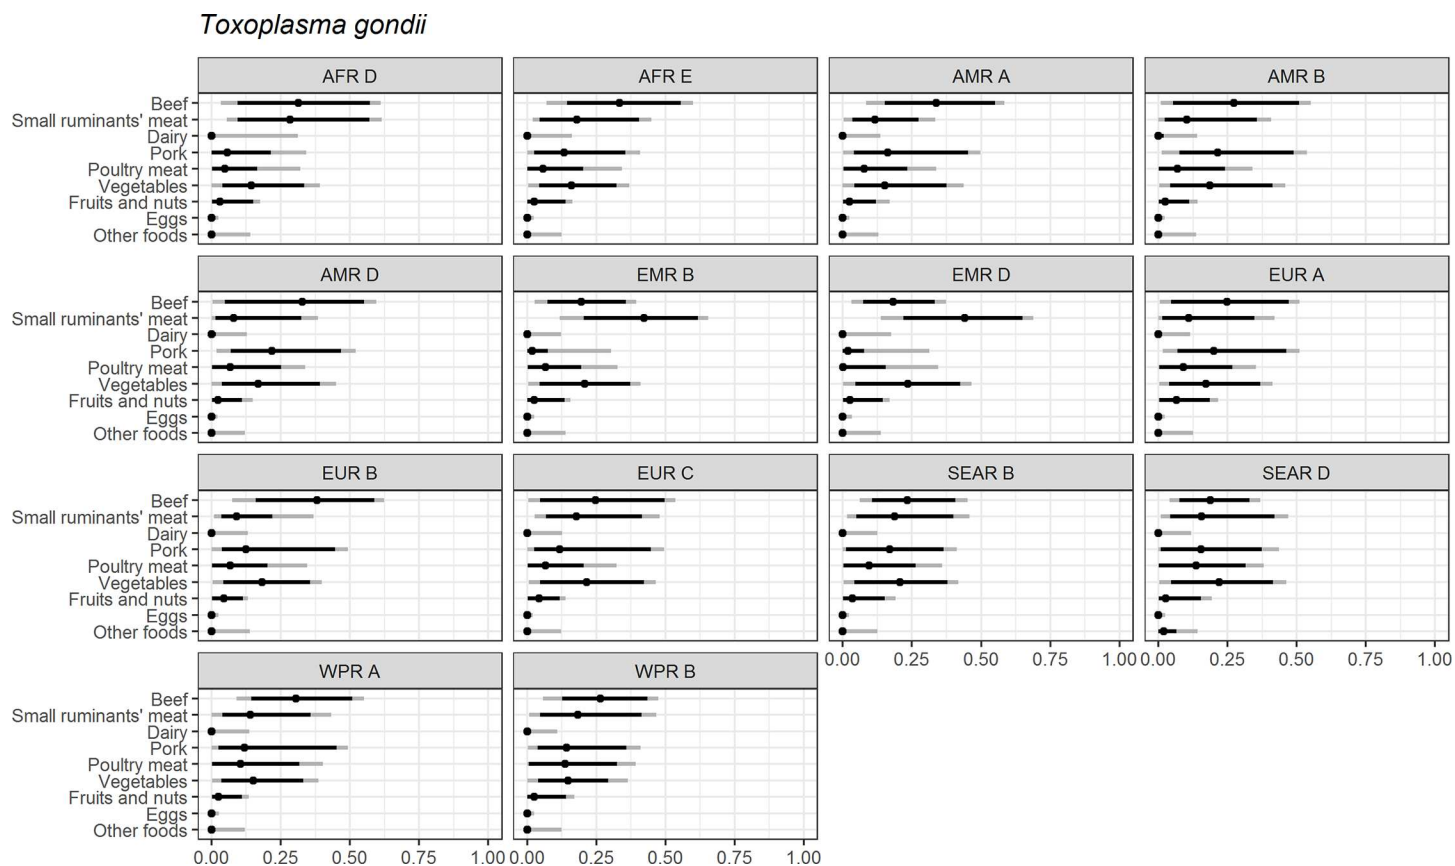 Toxoplasma gondii
AFR D AFR E AMR A AMR B
Beef
Small ruminants' meat
Dairy
Pork
Poultry meat
Vegetables
Fruits and nuts
Eggs
Other foods
AMR D EMR B EMR D EUR A
Beef
Small ruminants' meat
Dairy
Pork
Poultry meat
Vegetables
Fruits and nuts
Eggs
Other foods
EUR B EUR C SEAR B SEAR D
Beef
Small ruminants' meat
Dairy
Pork
Poultry meat
Vegetables
Fruits and nuts
Eggs
Other foods
0.00 0.25 0.50 0.75 1.00 0.00 0.25 0.50 0.75 1.00
WPR A WPR B
Beef
Small ruminants' meat
Dairy
Pork
Poultry meat
Vegetables
Fruits and nuts
Eggs
Other foods
0.00 0.25 0.50 0.75 1.00 0.00 0.25 0.50 0.75 1.00